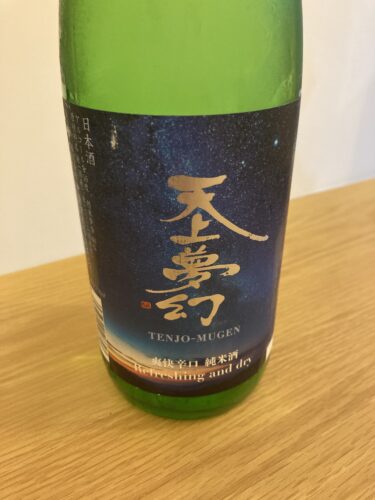 天上夢幻
TENJO-MUGEN
爽快辛口 純米酒
Refreshing and dry
日本酒